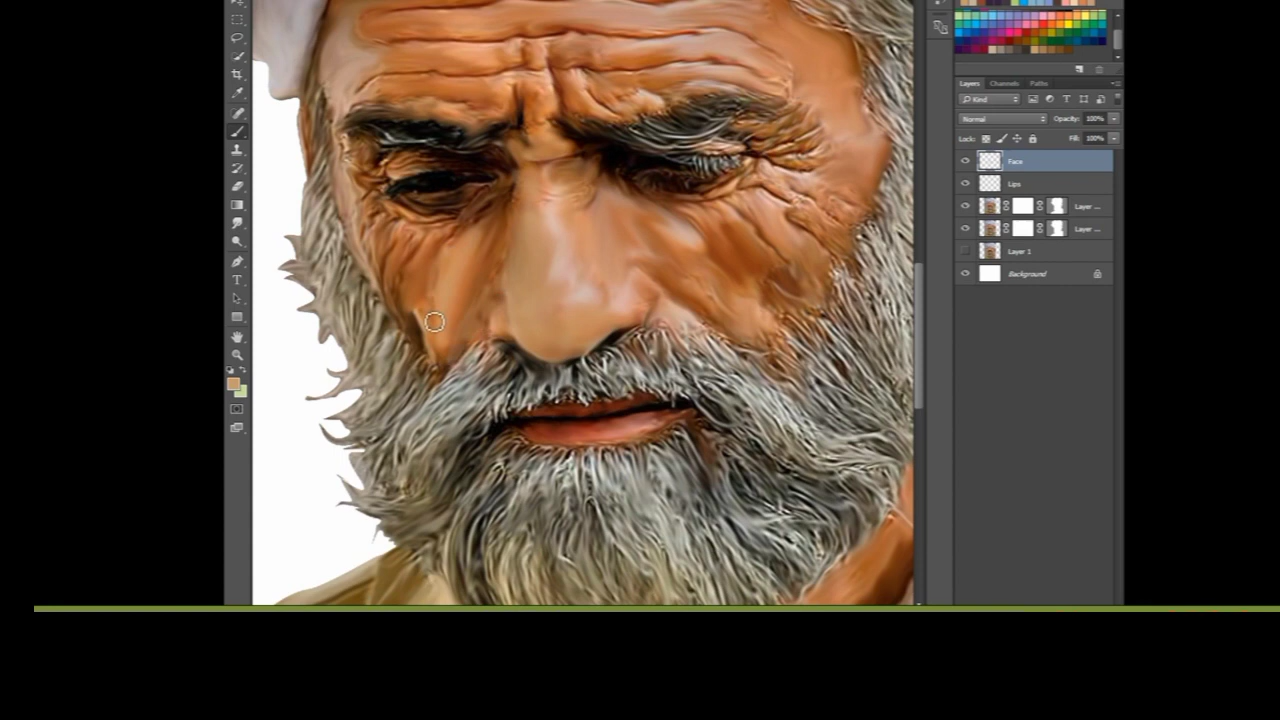 Layers Channels Paths
Kind
Normal Opacity: 100%
Lock: Fill: 100%
Face
Lips
Layer ...
Layer ...
Layer 1
Background
T